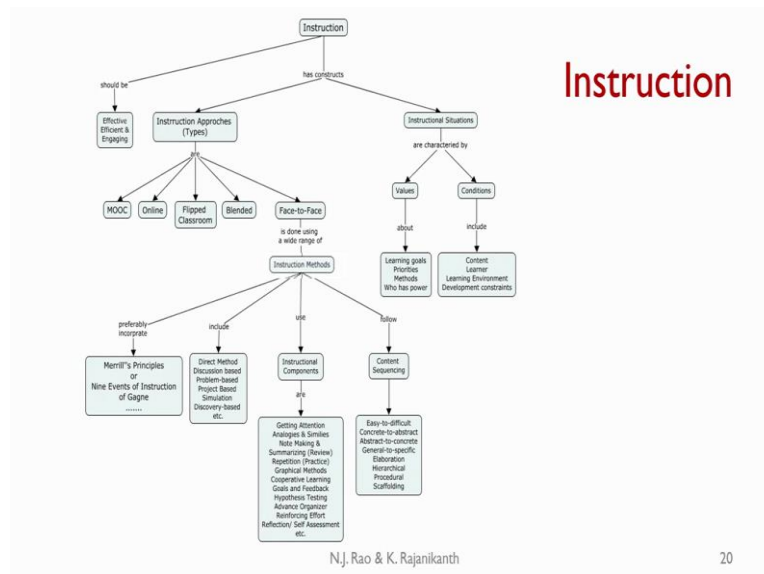 Instruction
Instruction
has constructs
should be
Effective
Efficient &
Engaging
Instrruction Approches
(Types)
Instructional Situations
are characteried by
are
MOOC
Online
Flipped
Classroom
Blended
Face-to-Face
Values
Conditions
is done using
a wide range of
about
include
Instruction Methods
Learning goals
Priorities
Methods
Who has power
Content
Learner
Learning Environment
Development constraints
preferably
incorprate
include
use
follow
Merrill"s Principles
or
Nine Events of Instruction
of Gagne
.......
Direct Method
Discussion based
Problem-based
Project Based
Simulation
Discovery-based
etc.
Instructional
Components
Content
Sequencing
are
Getting Attention
Analogies & Similies
Note Making &
Summarizing (Review)
Repetition (Practice)
Graphical Methods
Cooperative Learning
Goals and Feedback
Hypothesis Testing
Advance Organizer
Reinforcing Effort
Reflection/ Self Assessment
etc.
Easy-to-difficult
Concrete-to-abstract
Abstract-to-concrete
General-to-specific
Elaboration
Hierarchical
Procedural
Scaffolding
N.J. Rao & K. Rajanikanth
20